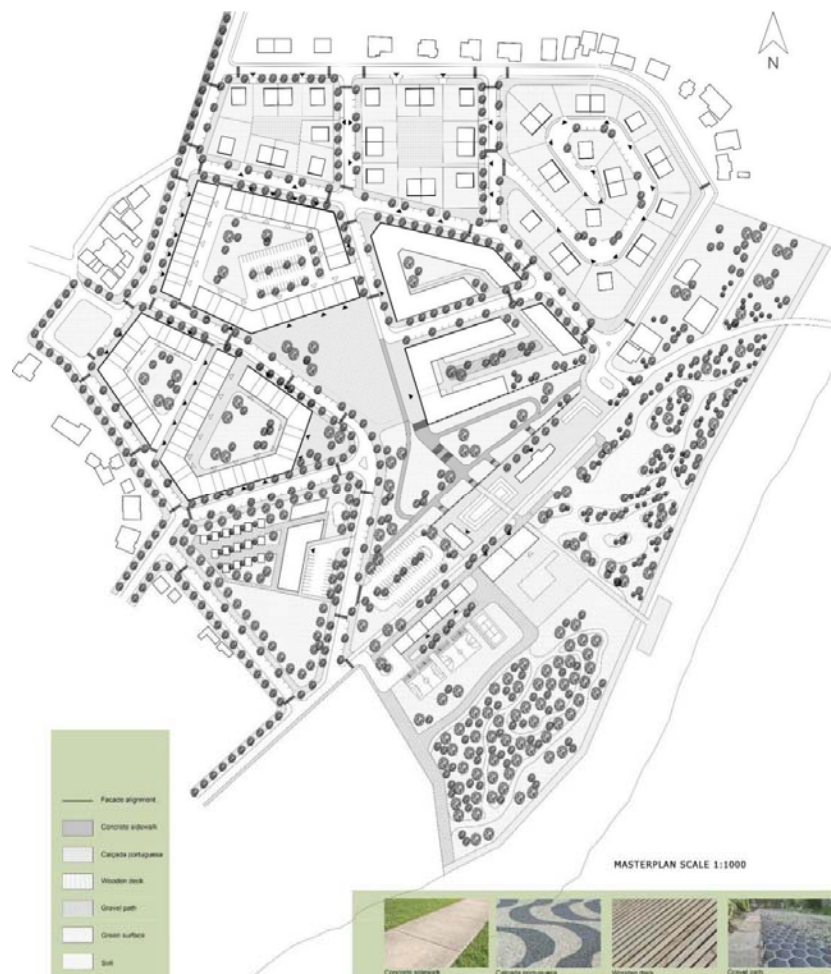 N
Facade alignment
Concrete sidewalk
Calçada portuguesa
Wooden deck
Gravel path
Green surface
Soil
MASTERPLAN SCALE 1:1000
Concrete sidewalk
Calçada portuguesa
Wooden deck
Gravel path